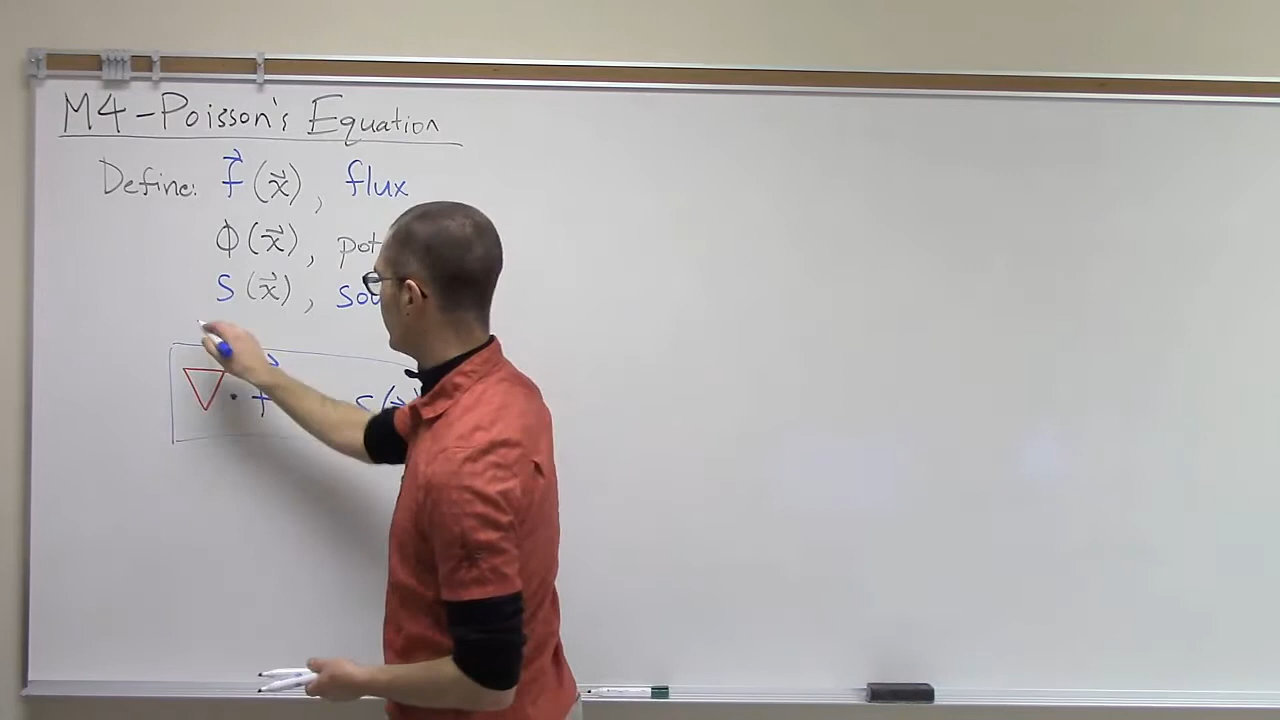 M4 - Poisson's Equation
Define: f⃗(x⃗), flux
ϕ(x⃗), pot
S(x⃗), sou
∇ · f⃗ S(x⃗)